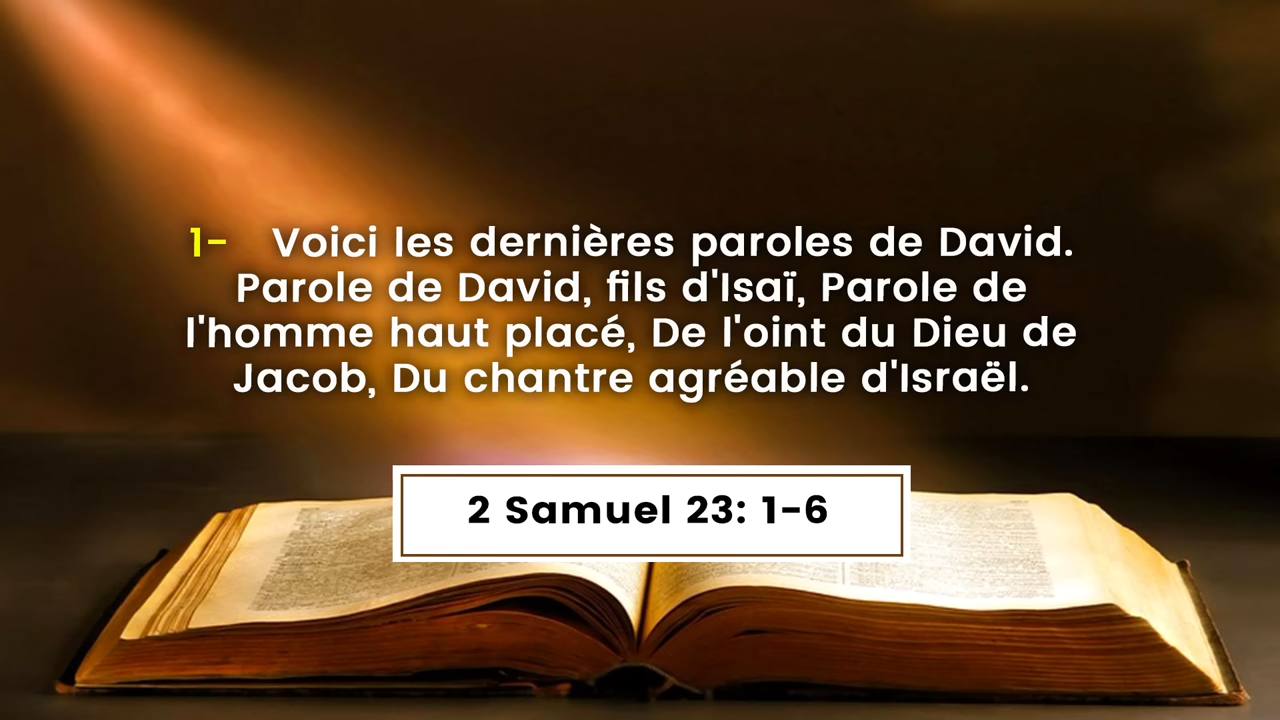 1- Voici les dernières paroles de David.
Parole de David, fils d'Isaï, Parole de
l'homme haut placé, De l'oint du Dieu de
Jacob, Du chantre agréable d'Israël.
2 Samuel 23: 1-6